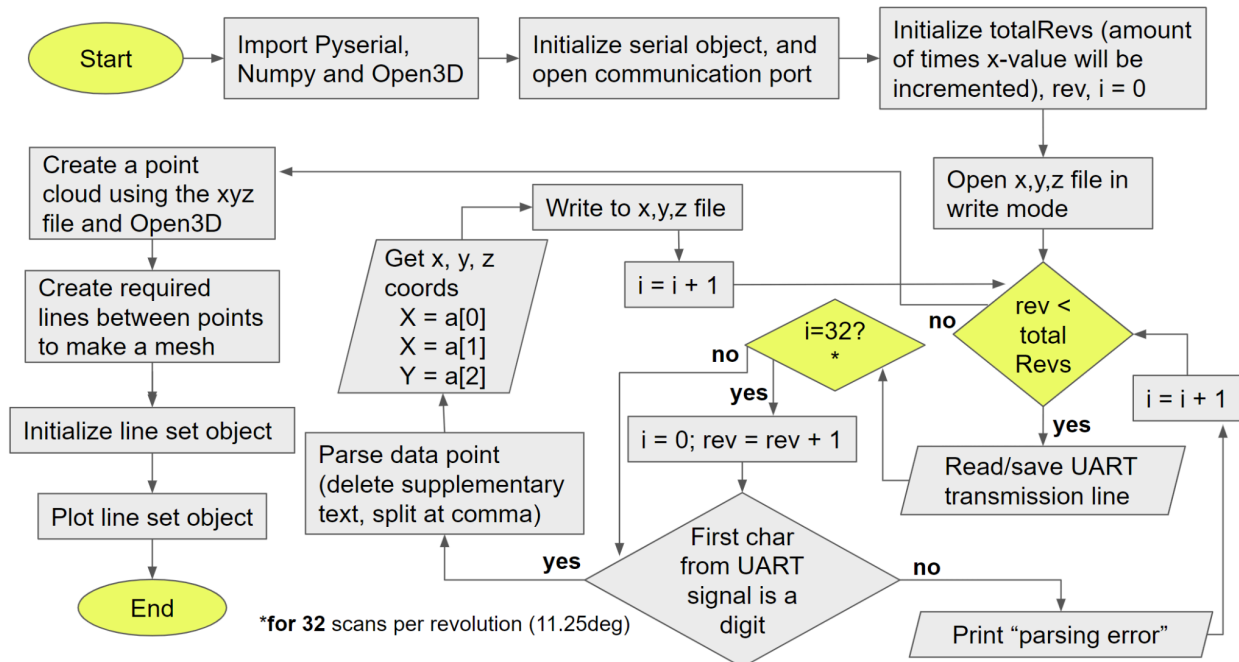 Start
Import Pyserial,
Numpy and Open3D
Initialize serial object, and
open communication port
Initialize totalRevs (amount
of times x-value will be
incremented), rev, i = 0
Open x,y,z file in
write mode
rev <
total
Revs
no
yes
Read/save UART
transmission line
i=32?
*
no
yes
i = 0; rev = rev + 1
First char
from UART
signal is a
digit
yes
no
Print “parsing error”
i = i + 1
Parse data point
(delete supplementary
text, split at comma)
Get x, y, z
coords
X = a[0]
X = a[1]
Y = a[2]
Write to x,y,z file
i = i + 1
Create a point
cloud using the xyz
file and Open3D
Create required
lines between points
to make a mesh
Initialize line set object
Plot line set object
End
*for 32 scans per revolution (11.25deg)